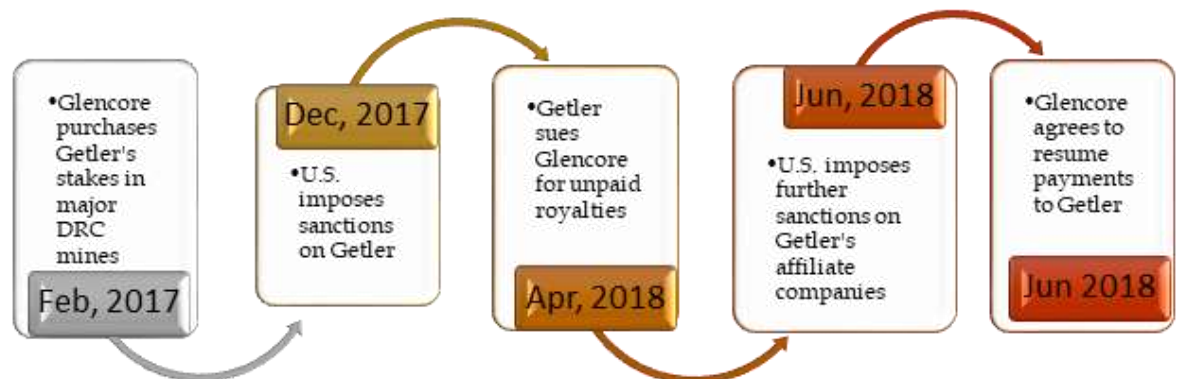 •Glencore
purchases
Getler's
stakes in
major
DRC
mines
Feb, 2017
Dec, 2017
•U.S.
imposes
sanctions
on Getler
•Getler
sues
Glencore
for unpaid
royalties
Apr, 2018
Jun, 2018
•U.S. imposes
further
sanctions on
Getler's
affiliate
companies
•Glencore
agrees to
resume
payments
to Getler
Jun 2018